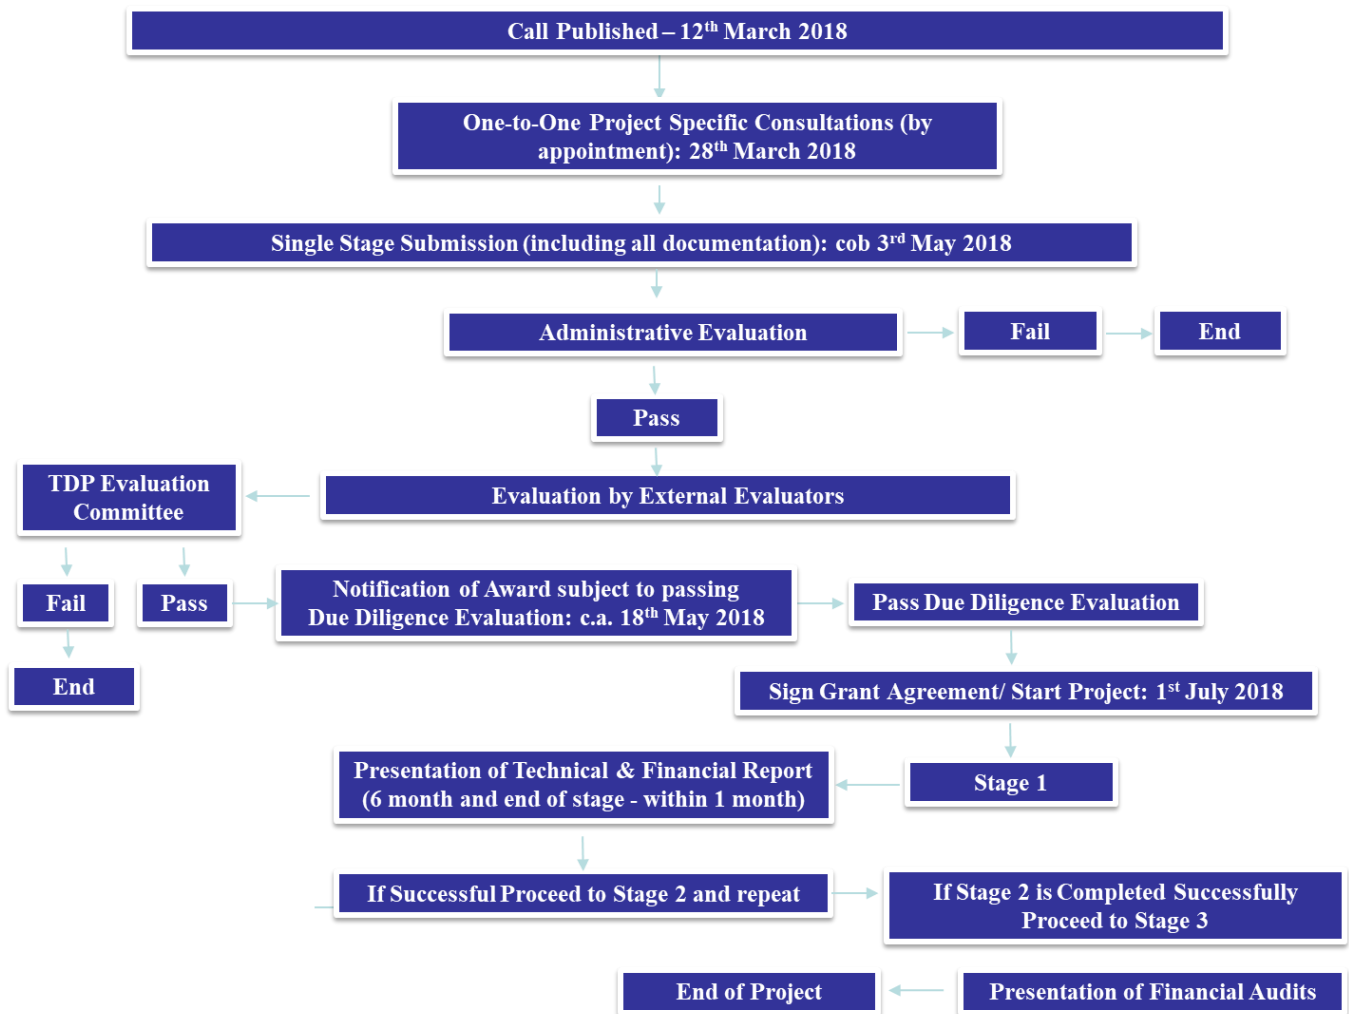 Call Published – 12th March 2018
One-to-One Project Specific Consultations (by
appointment): 28th March 2018
Single Stage Submission (including all documentation): cob 3rd May 2018
Administrative Evaluation
Fail
End
Pass
TDP Evaluation
Committee
Evaluation by External Evaluators
Fail
Pass
Notification of Award subject to passing
Due Diligence Evaluation: c.a. 18th May 2018
Pass Due Diligence Evaluation
End
Sign Grant Agreement/ Start Project: 1st July 2018
Presentation of Technical & Financial Report
(6 month and end of stage - within 1 month)
Stage 1
If Successful Proceed to Stage 2 and repeat
If Stage 2 is Completed Successfully
Proceed to Stage 3
End of Project
Presentation of Financial Audits